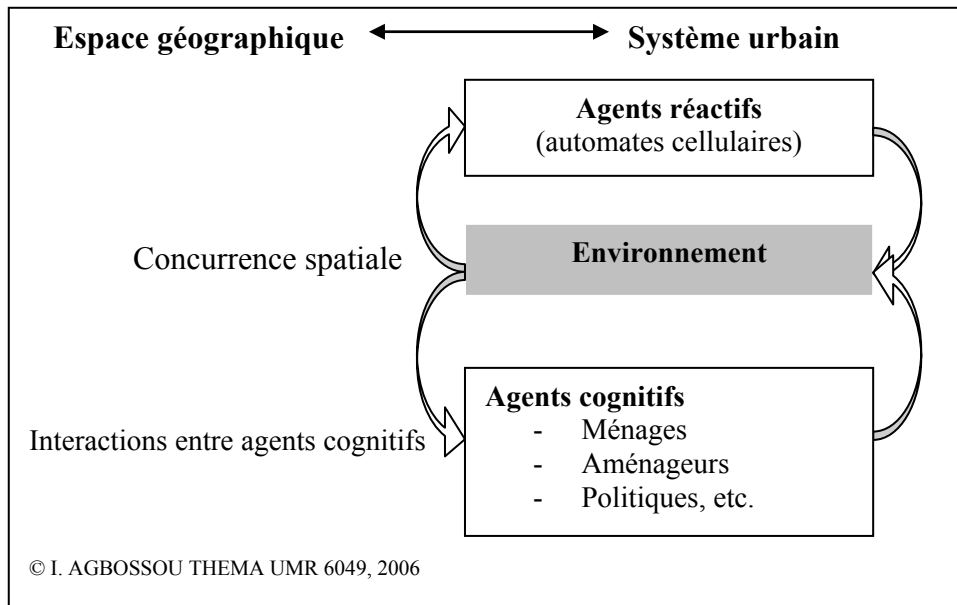 Espace géographique
Système urbain
Agents réactifs
(automates cellulaires)
Concurrence spatiale
Environnement
Interactions entre agents cognitifs
Agents cognitifs
- Ménages
- Aménageurs
- Politiques, etc.
© I. AGBOSSOU THEMA UMR 6049, 2006